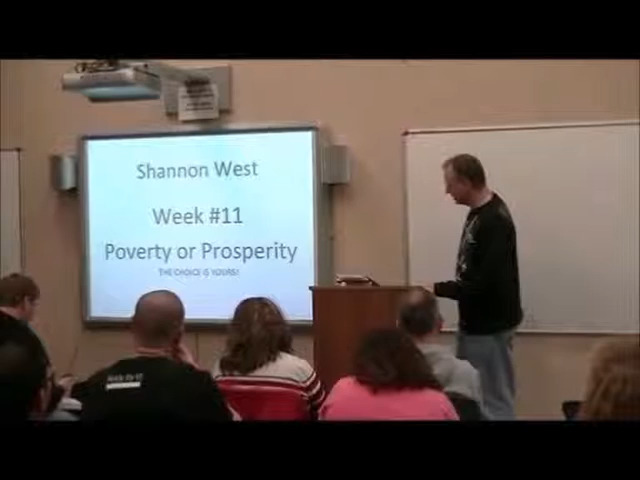 Shannon West
Week #11
Poverty or Prosperity
THE CHOICE IS YOURS!